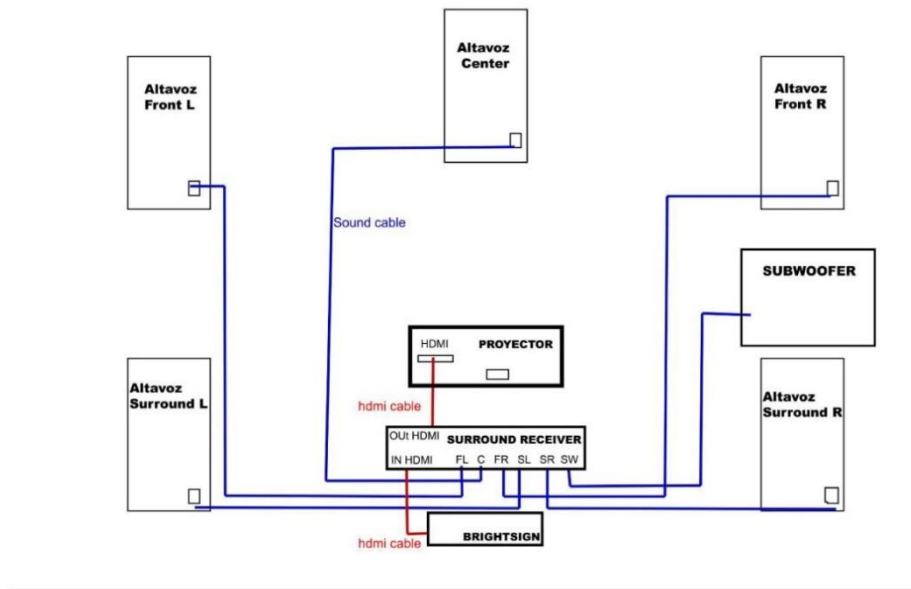 Altavoz
Center
Altavoz
Front L
Altavoz
Front R
Sound cable
SUBWOOFER
HDMI
PROYECTOR
Altavoz
Surround L
Altavoz
Surround R
hdmi cable
OUt HDMI
SURROUND RECEIVER
IN HDMI FL C FR SL SR SW
hdmi cable
BRIGHTSIGN